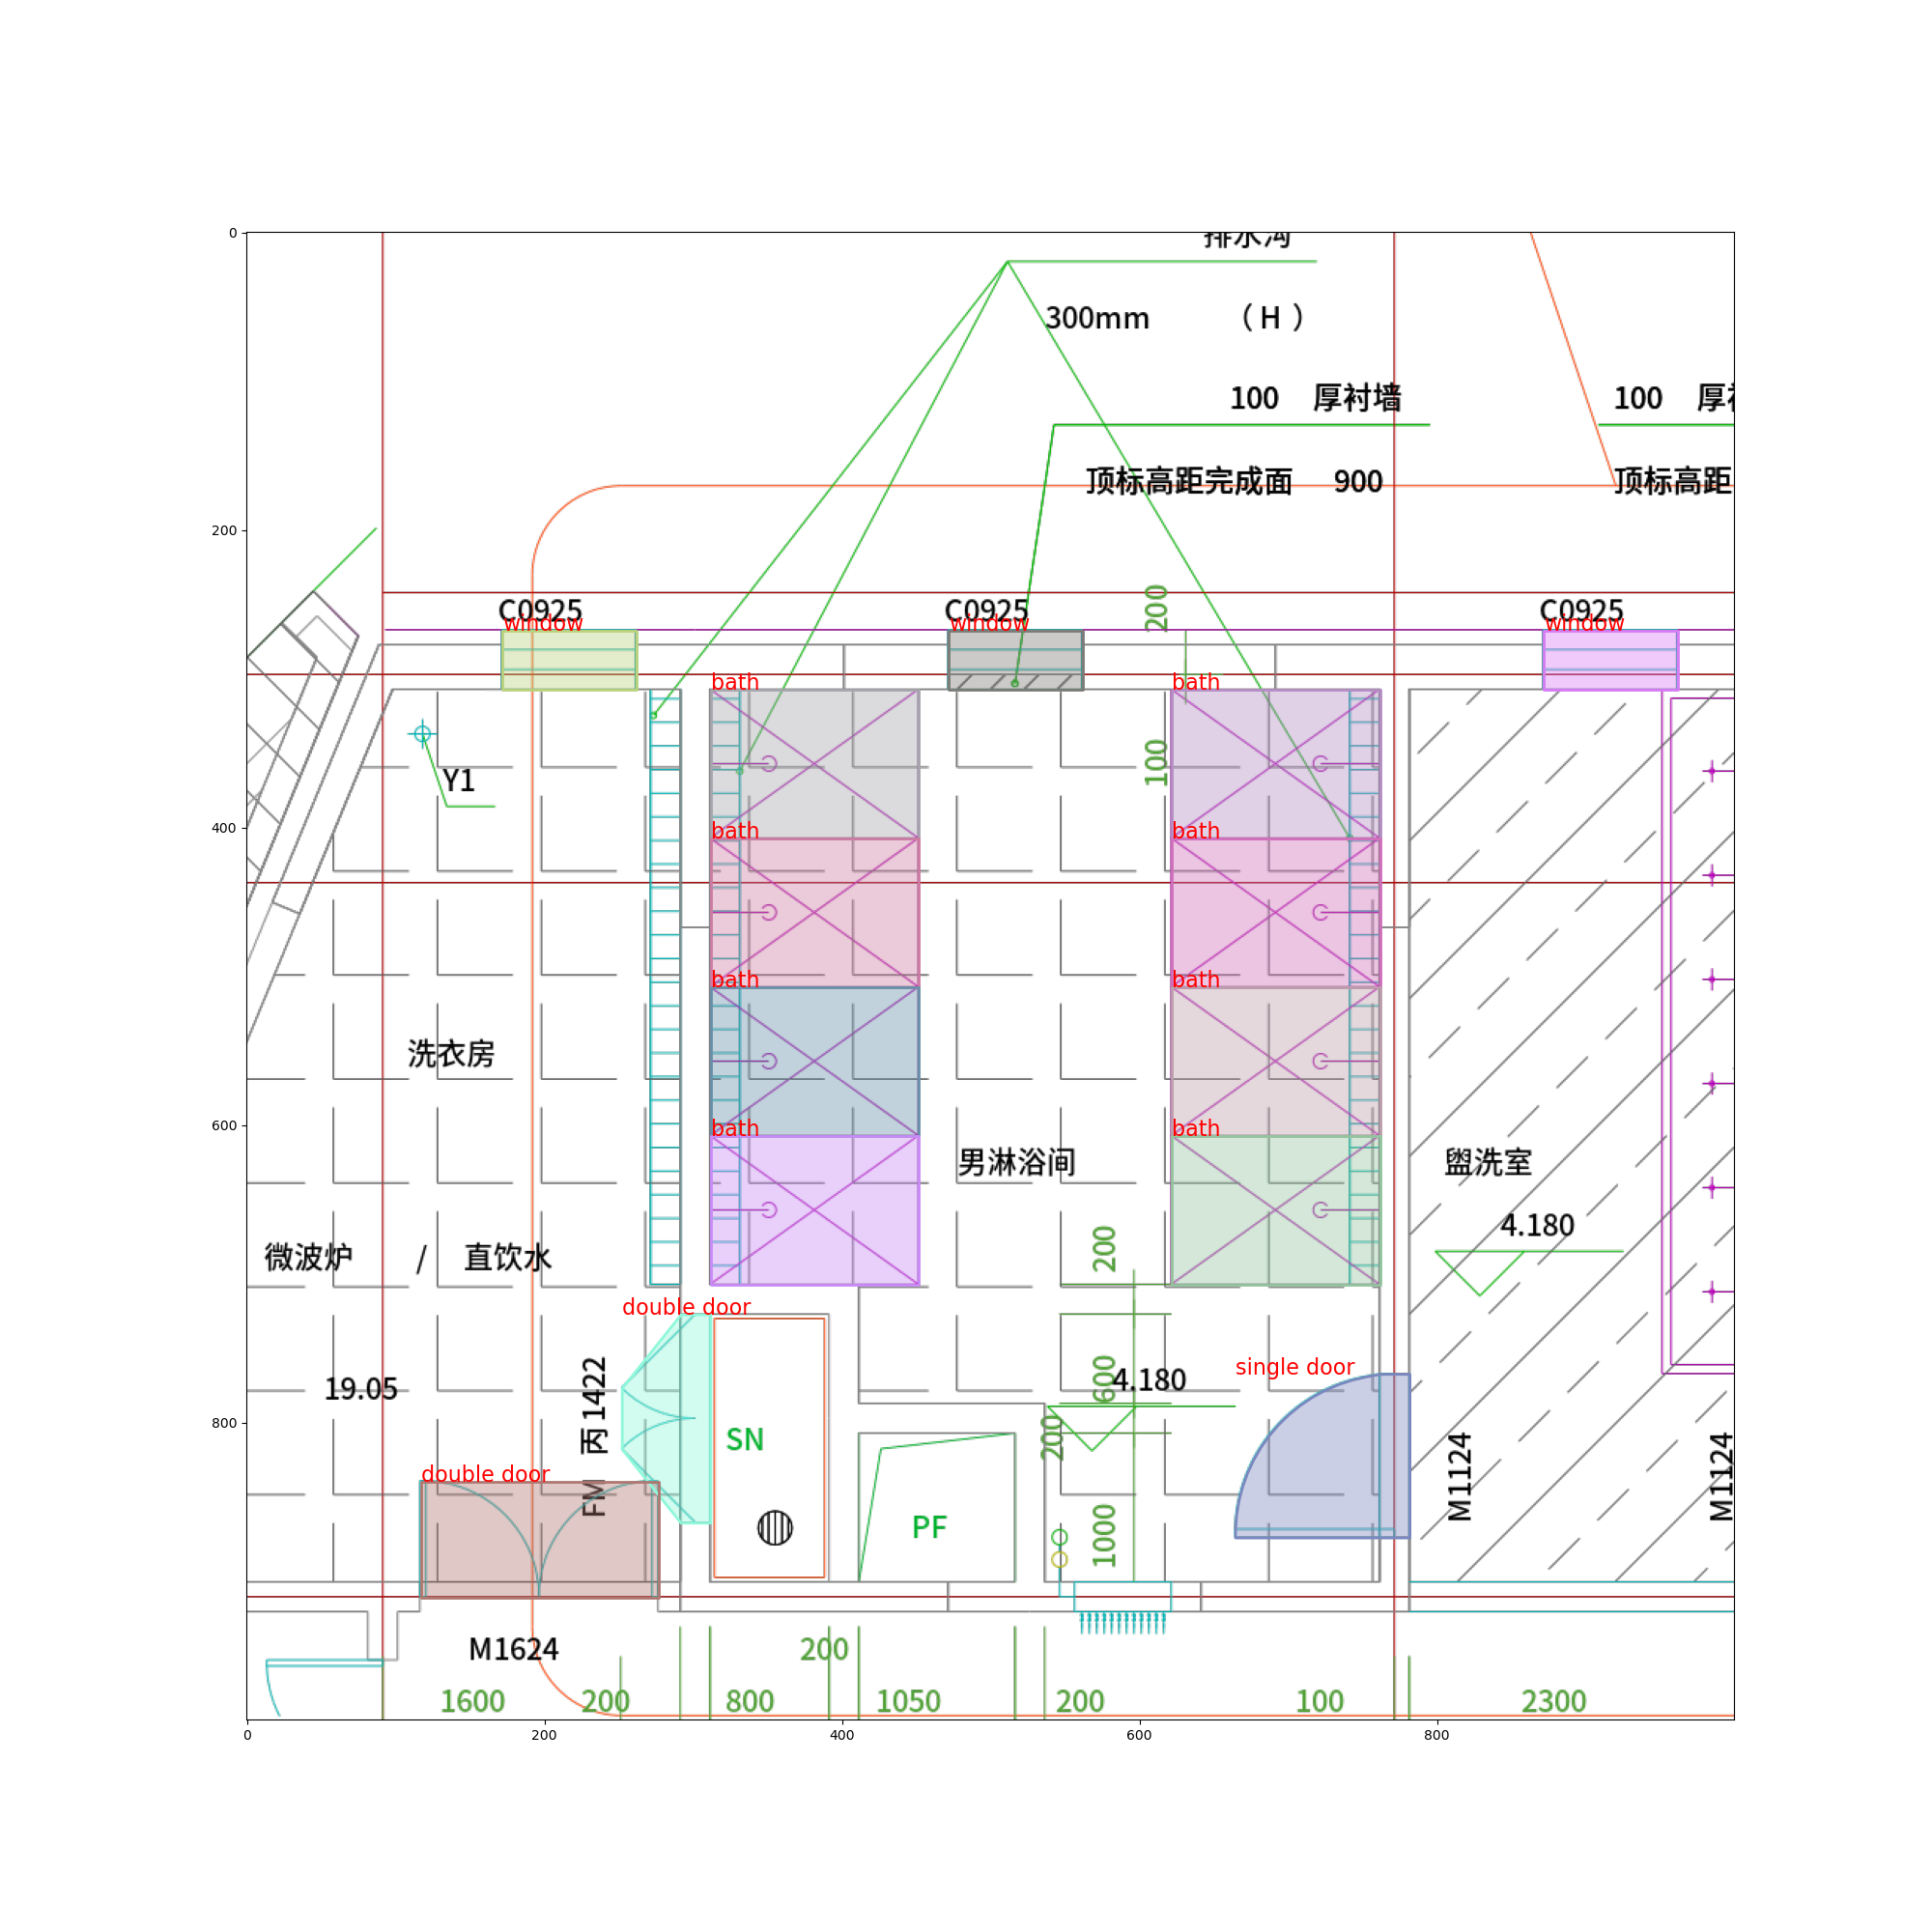 排水沟
300mm （H）
100 厚衬墙
100 厚衬
顶标高距完成面 900
顶标高距
C0925
window
C0925
window
200
C0925
window
bath
bath
100
Y1
bath
bath
bath
bath
洗衣房
bath
bath
男淋浴间
盥洗室
4.180
微波炉 / 直饮水
200
double door
19.05
FM 丙 1422
SN
600
4.180
single door
200
M1124
M1124
double door
PF
1000
M1624
200
1600
200
800
1050
200
100
2300
0
200
400
600
800
0
200
400
600
800